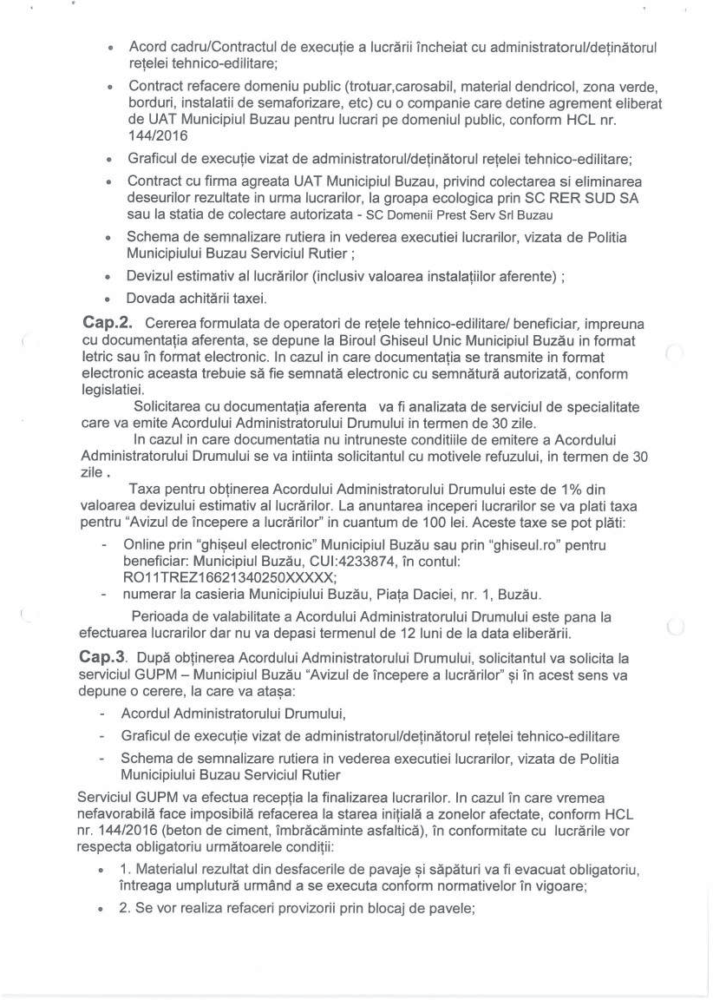 • Acord cadru/Contractul de execuție a lucrării încheiat cu administratorul/deținătorul
rețelei tehnico-edilitare;
• Contract refacere domeniu public (trotuar,carosabil, material dendricol, zona verde,
borduri, instalatii de semaforizare, etc) cu o companie care detine agrement eliberat
de UAT Municipiul Buzau pentru lucrari pe domeniul public, conform HCL nr.
144/2016
• Graficul de execuție vizat de administratorul/deținătorul rețelei tehnico-edilitare;
• Contract cu firma agreata UAT Municipiul Buzau, privind colectarea si eliminarea
deseurilor rezultate in urma lucrarilor, la groapa ecologica prin SC RER SUD SA
sau la statia de colectare autorizata - SC Domenii Prest Serv Srl Buzau
• Schema de semnalizare rutiera in vederea executiei lucrarilor, vizata de Politia
Municipiului Buzau Serviciul Rutier ;
• Devizul estimativ al lucrărilor (inclusiv valoarea instalațiilor aferente) ;
• Dovada achitării taxei.
Cap.2. Cererea formulata de operatori de rețele tehnico-edilitare/ beneficiar, impreuna
cu documentația aferenta, se depune la Biroul Ghiseul Unic Municipiul Buzău in format
letric sau în format electronic. In cazul in care documentația se transmite in format
electronic aceasta trebuie să fie semnată electronic cu semnătură autorizată, conform
legislatiei.
Solicitarea cu documentația aferenta va fi analizata de serviciul de specialitate
care va emite Acordului Administratorului Drumului in termen de 30 zile.
In cazul in care documentatia nu intruneste conditiile de emitere a Acordului
Administratorului Drumului se va intiinta solicitantul cu motivele refuzului, in termen de 30
zile .
Taxa pentru obținerea Acordului Administratorului Drumului este de 1% din
valoarea devizului estimativ al lucrărilor. La anuntarea inceperi lucrarilor se va plati taxa
pentru “Avizul de începere a lucrărilor” in cuantum de 100 lei. Aceste taxe se pot plăti:
- Online prin “ghișeul electronic” Municipiul Buzău sau prin “ghiseul.ro” pentru
beneficiar: Municipiul Buzău, CUI:4233874, în contul:
RO11TREZ16621340250XXXXX;
- numerar la casieria Municipiului Buzău, Piața Daciei, nr. 1, Buzău.
Perioada de valabilitate a Acordului Administratorului Drumului este pana la
efectuarea lucrarilor dar nu va depasi termenul de 12 luni de la data eliberării.
Cap.3. După obținerea Acordului Administratorului Drumului, solicitantul va solicita la
serviciul GUPM – Municipiul Buzău “Avizul de începere a lucrărilor” și în acest sens va
depune o cerere, la care va atașa:
- Acordul Administratorului Drumului,
- Graficul de execuție vizat de administratorul/deținătorul rețelei tehnico-edilitare
- Schema de semnalizare rutiera in vederea executiei lucrarilor, vizata de Politia
Municipiului Buzau Serviciul Rutier
Serviciul GUPM va efectua recepția la finalizarea lucrarilor. In cazul în care vremea
nefavorabilă face imposibilă refacerea la starea inițială a zonelor afectate, conform HCL
nr. 144/2016 (beton de ciment, îmbrăcăminte asfaltică), în conformitate cu lucrările vor
respecta obligatoriu următoarele condiții:
• 1. Materialul rezultat din desfacerile de pavaje și săpături va fi evacuat obligatoriu,
întreaga umplutură urmând a se executa conform normativelor în vigoare;
• 2. Se vor realiza refaceri provizorii prin blocaj de pavele;